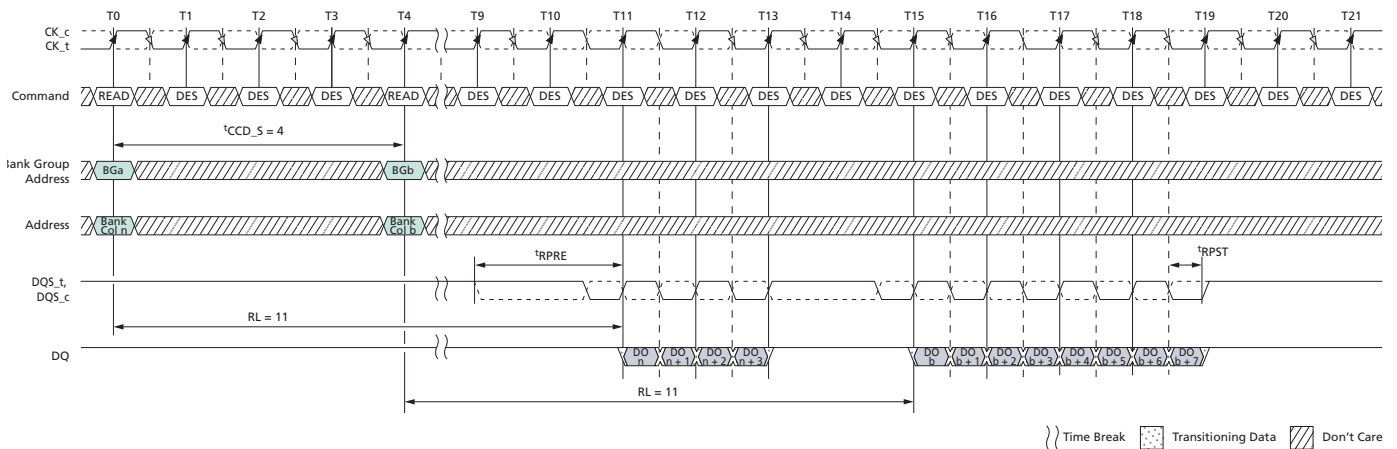 T0 T1 T2 T3 T4 T9 T10 T11 T12 T13 T14 T15 T16 T17 T18 T19 T20 T21
CK_c
CK_t
Command READ DES DES DES READ DES DES DES DES DES DES DES DES DES DES DES DES DES
tCCD_S = 4
Bank Group
Address
BGa BGb
Address
Bank
Col n
Bank
Col b
tRPRE tRPST
DQS_t,
DQS_c
RL = 11
DQ
DO
n
DO
n + 1
DO
n + 2
DO
n + 3
DO
b
DO
b + 1
DO
b + 2
DO
b + 3
DO
b + 4
DO
b + 5
DO
b + 6
DO
b + 7
RL = 11
Time Break Transitioning Data Don't Care